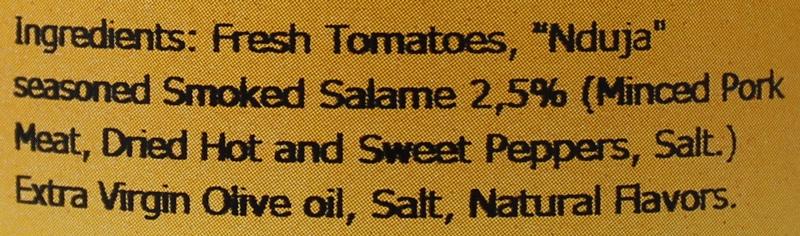 Ingredients: Fresh Tomatoes, "Nduja"
seasoned Smoked Salame 2,5% (Minced Pork
Meat, Dried Hot and Sweet Peppers, Salt.)
Extra Virgin Olive oil, Salt, Natural Flavors.